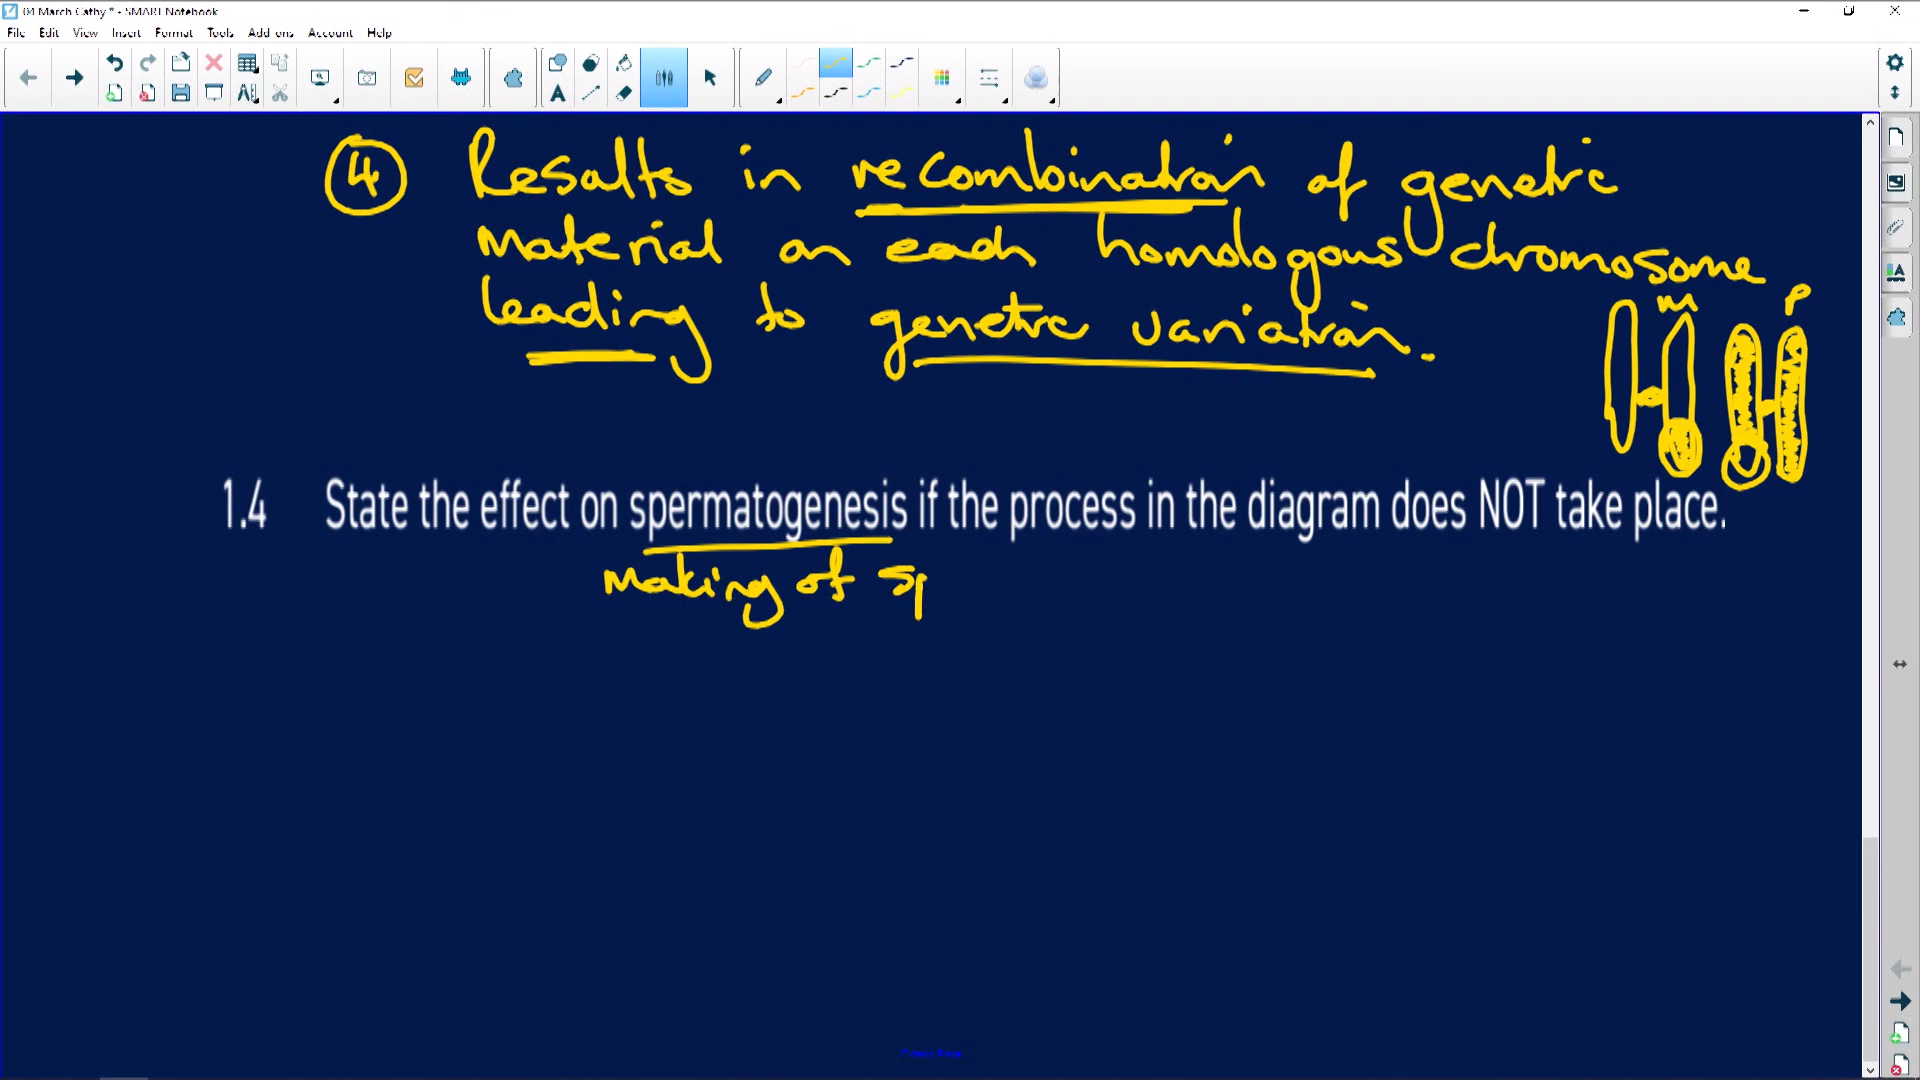 04 March Cathy * - SMART Notebook
File Edit View Insert Format Tools Add-ons Account Help
4 Results in recombination of genetic
material on each homologous chromosome
leading to genetic variation.
M P
1.4 State the effect on spermatogenesis if the process in the diagram does NOT take place.
Making of sp